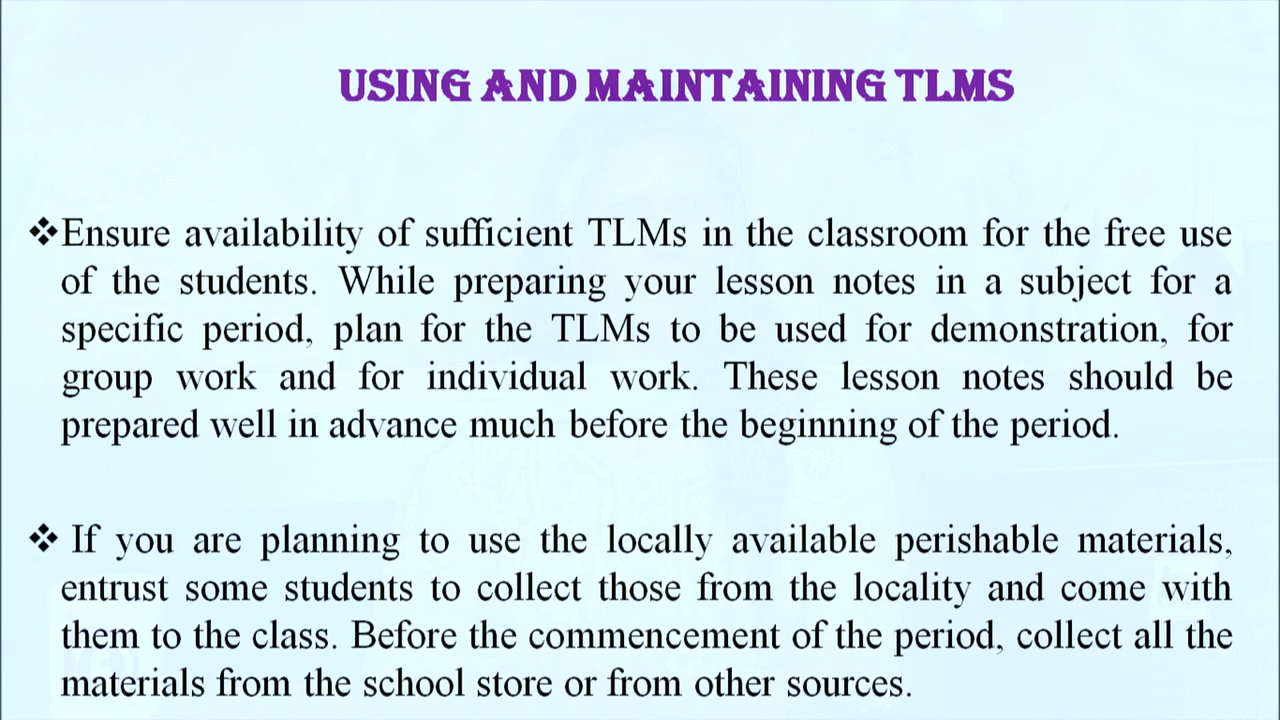 USING AND MAINTAINING TLMS
❖Ensure availability of sufficient TLMs in the classroom for the free use
of the students. While preparing your lesson notes in a subject for a
specific period, plan for the TLMs to be used for demonstration, for
group work and for individual work. These lesson notes should be
prepared well in advance much before the beginning of the period.
❖ If you are planning to use the locally available perishable materials,
entrust some students to collect those from the locality and come with
them to the class. Before the commencement of the period, collect all the
materials from the school store or from other sources.